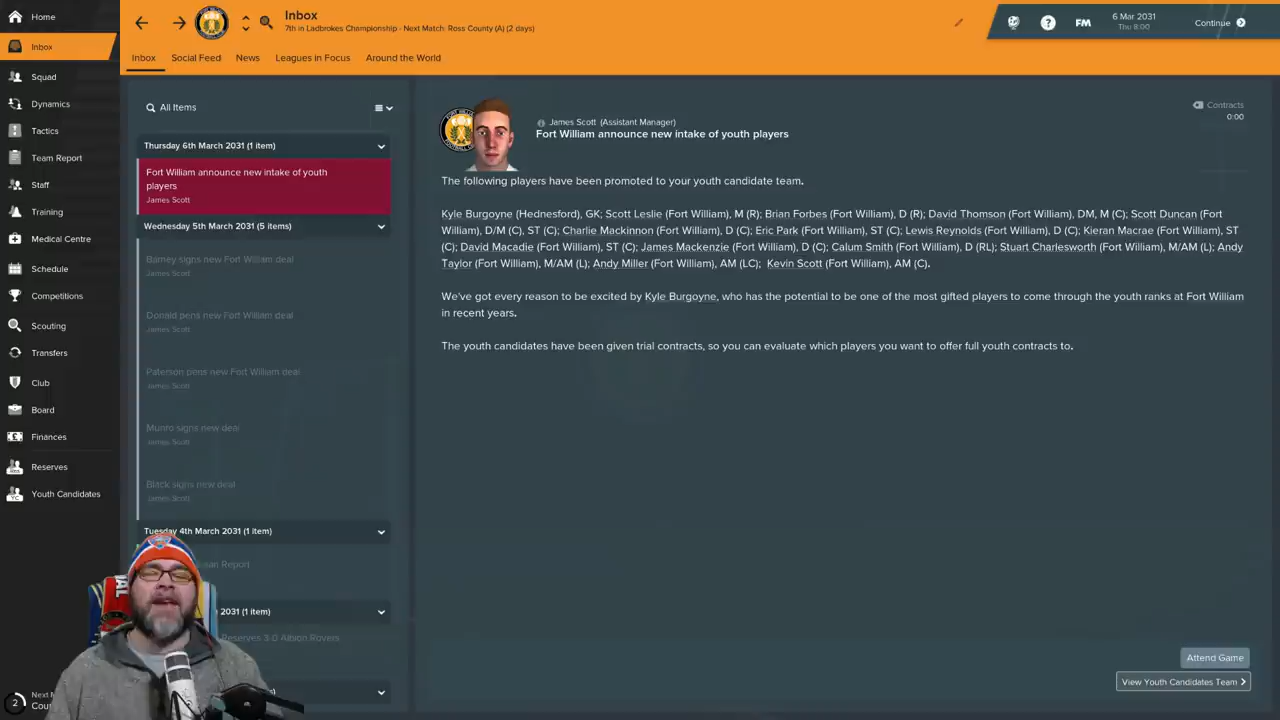 Home
Inbox
Squad
Dynamics
Tactics
Team Report
Staff
Training
Medical Centre
Schedule
Competitions
Scouting
Transfers
Club
Board
Finances
Reserves
Youth Candidates
2
Inbox
7th in Ladbrokes Championship - Next Match: Ross County (A) (2 days)
?
FM
6 Mar 2031
Thu 8:00
Continue
Inbox Social Feed News Leagues in Focus Around the World
All Items
Thursday 6th March 2031 (1 item)
Fort William announce new intake of youth
players
James Scott
Wednesday 5th March 2031 (5 items)
Barney signs new Fort William deal
James Scott
Donald pens new Fort William deal
James Scott
Paterson pens new Fort William deal
James Scott
Munro signs new deal
James Scott
Black signs new deal
James Scott
Tuesday 4th March 2031 (1 item)
Report
2031 (1 item)
Reserves 3 0 Albion Rovers
James Scott (Assistant Manager)
Fort William announce new intake of youth players
Contracts
0:00
The following players have been promoted to your youth candidate team.
Kyle Burgoyne (Hednesford), GK; Scott Leslie (Fort William), M (R); Brian Forbes (Fort William), D (R); David Thomson (Fort William), DM, M (C); Scott Duncan (Fort
William), D/M (C), ST (C); Charlie Mackinnon (Fort William), D (C); Eric Park (Fort William), ST (C); Lewis Reynolds (Fort William), D (C); Kieran Macrae (Fort William), ST
(C); David Macadie (Fort William), ST (C); James Mackenzie (Fort William), D (C); Calum Smith (Fort William), D (RL); Stuart Charlesworth (Fort William), M/AM (L); Andy
Taylor (Fort William), M/AM (L); Andy Miller (Fort William), AM (LC); Kevin Scott (Fort William), AM (C).
We've got every reason to be excited by Kyle Burgoyne, who has the potential to be one of the most gifted players to come through the youth ranks at Fort William
in recent years.
The youth candidates have been given trial contracts, so you can evaluate which players you want to offer full youth contracts to.
Attend Game
View Youth Candidates Team